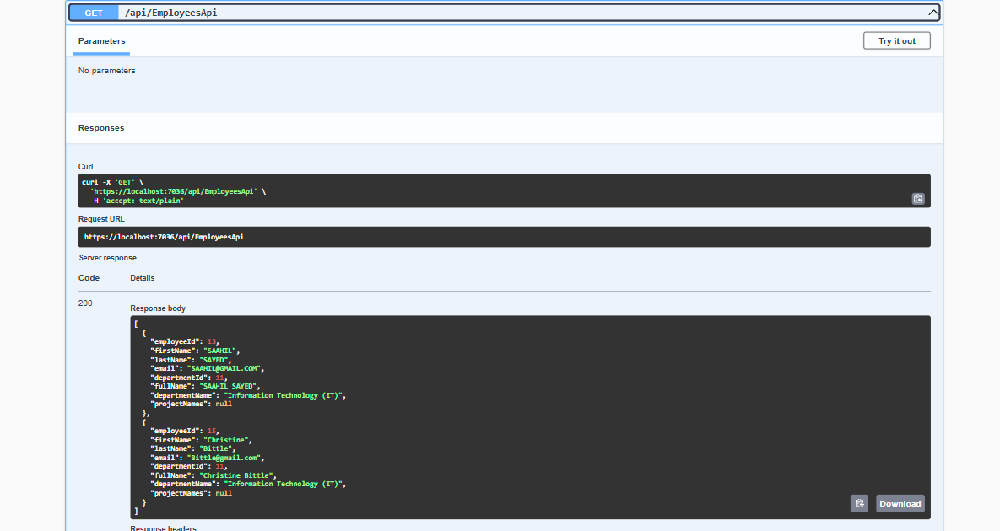 GET /api/EmployeesApi
Parameters
Try it out
No parameters
Responses
Curl
curl -X 'GET' \
  'https://localhost:7036/api/EmployeesApi' \
  -H 'accept: text/plain'
Request URL
https://localhost:7036/api/EmployeesApi
Server response
Code Details
200
Response body
[
  {
    "employeeId": 13,
    "firstName": "SAAHIL",
    "lastName": "SAYED",
    "email": "SAAHIL@GMAIL.COM",
    "departmentId": 11,
    "fullName": "SAAHIL SAYED",
    "departmentName": "Information Technology (IT)",
    "projectNames": null
  },
  {
    "employeeId": 15,
    "firstName": "Christine",
    "lastName": "Bittle",
    "email": "Bittle@gmail.com",
    "departmentId": 11,
    "fullName": "Christine Bittle",
    "departmentName": "Information Technology (IT)",
    "projectNames": null
  }
]
Download
Response headers